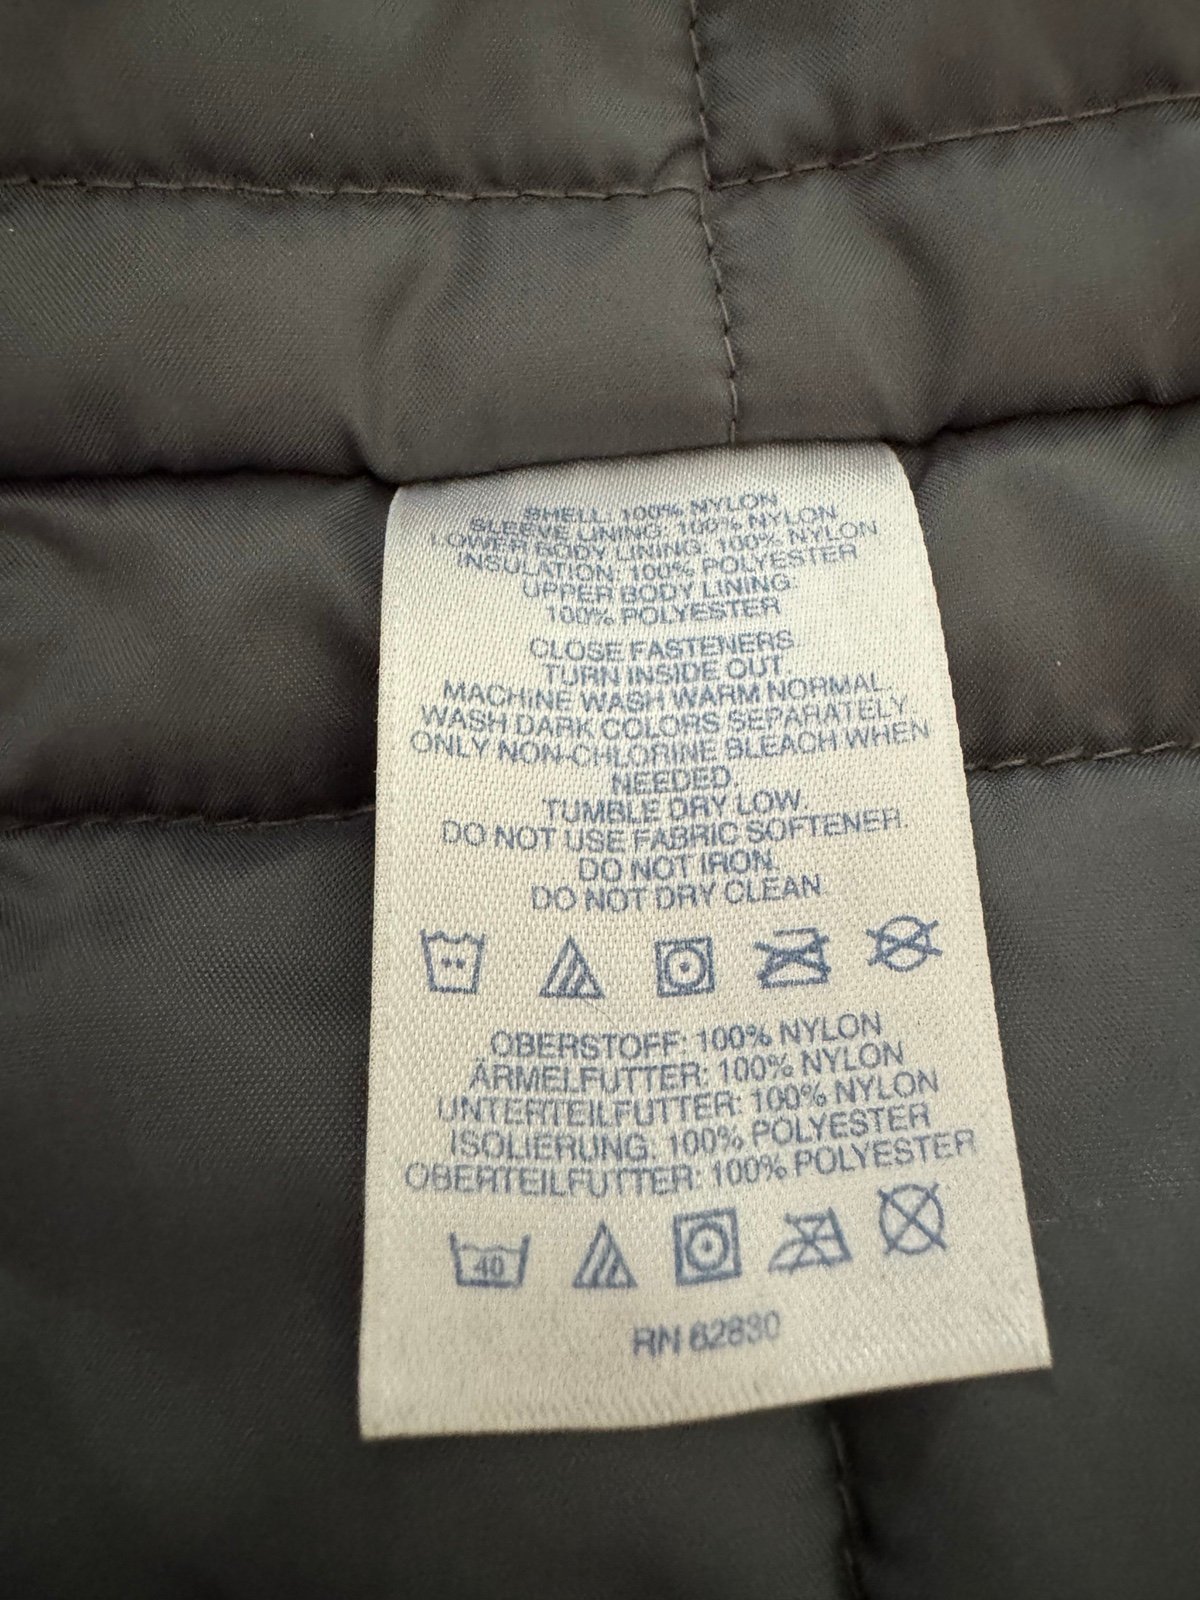 SHELL: 100% NYLON
SLEEVE LINING: 100% NYLON
LOWER BODY LINING: 100% NYLON
INSULATION: 100% POLYESTER
UPPER BODY LINING:
100% POLYESTER
CLOSE FASTENERS.
TURN INSIDE OUT.
MACHINE WASH WARM NORMAL.
WASH DARK COLORS SEPARATELY.
ONLY NON-CHLORINE BLEACH WHEN
NEEDED.
TUMBLE DRY LOW.
DO NOT USE FABRIC SOFTENER.
DO NOT IRON.
DO NOT DRY CLEAN.
OBERSTOFF: 100% NYLON
ÄRMELFUTTER: 100% NYLON
UNTERTEILFUTTER: 100% NYLON
ISOLIERUNG: 100% POLYESTER
OBERTEILFUTTER: 100% POLYESTER
40
RN 62830